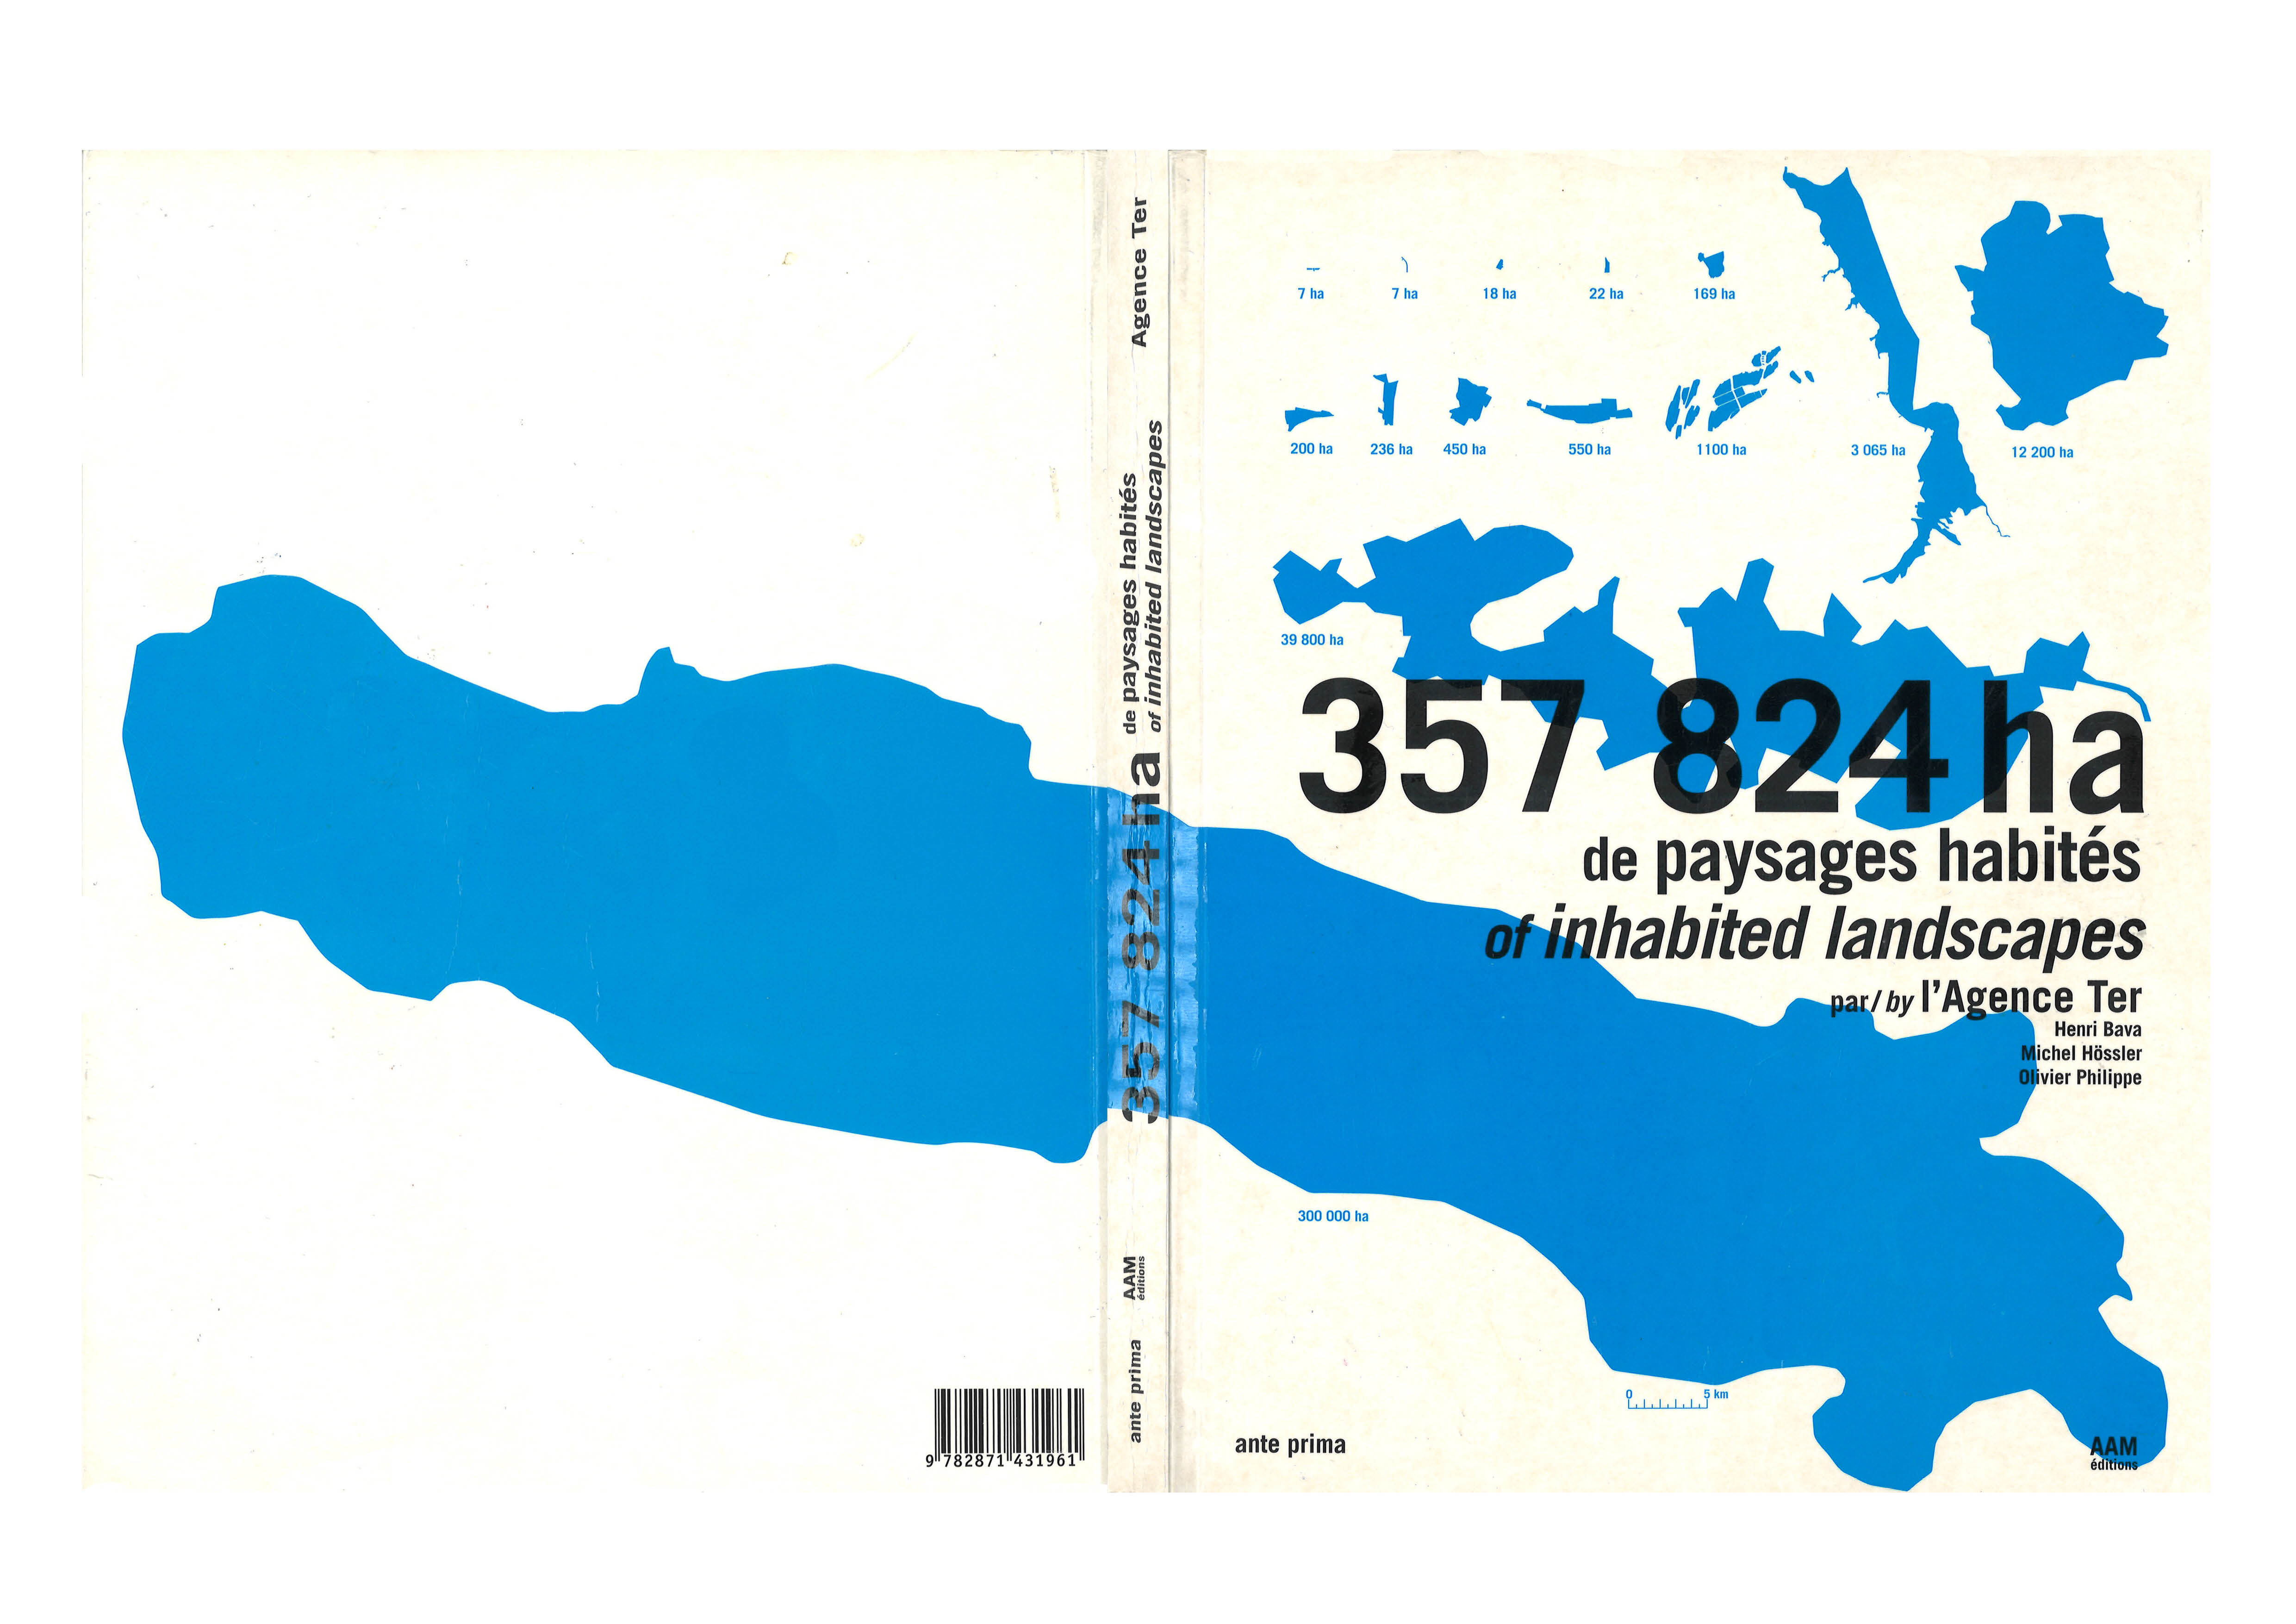 9 782871 431961
Agence Ter
de paysages habités
of inhabited landscapes
357 824 ha
AAM
éditions
ante prima
7 ha
7 ha
18 ha
22 ha
169 ha
200 ha
236 ha
450 ha
550 ha
1100 ha
3 065 ha
12 200 ha
39 800 ha
357 824 ha
de paysages habités
of inhabited landscapes
par/by l’Agence Ter
Henri Bava
Michel Hössler
Olivier Philippe
300 000 ha
0 5 km
ante prima
AAM
éditions